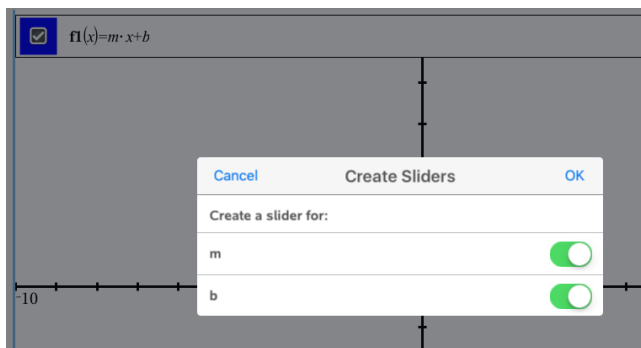 f1(x)=m·x+b
Cancel Create Sliders OK
Create a slider for:
m
b
-10